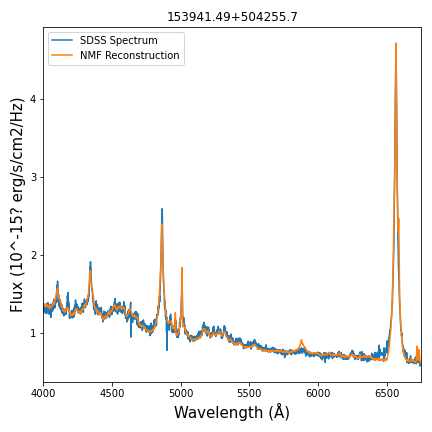 153941.49+504255.7
SDSS Spectrum
NMF Reconstruction
Flux (10^-15? erg/s/cm2/Hz)
4
3
2
1
4000
4500
5000
5500
6000
6500
Wavelength (Å)